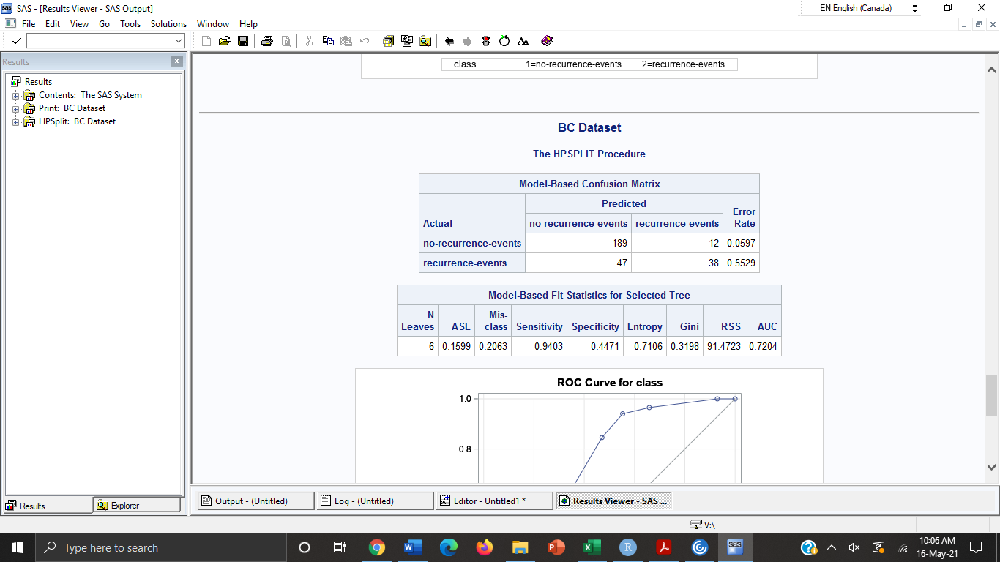 sas SAS - [Results Viewer - SAS Output]
EN English (Canada)
File Edit View Go Tools Solutions Window Help
Results
Results
Contents: The SAS System
Print: BC Dataset
HPSplit: BC Dataset
Results
Explorer
class 1=no-recurrence-events 2=recurrence-events
BC Dataset
The HPSPLIT Procedure
Model-Based Confusion Matrix
Predicted
Actual no-recurrence-events recurrence-events Error Rate
no-recurrence-events 189 12 0.0597
recurrence-events 47 38 0.5529
Model-Based Fit Statistics for Selected Tree
N Leaves ASE Mis-class Sensitivity Specificity Entropy Gini RSS AUC
6 0.1599 0.2063 0.9403 0.4471 0.7106 0.3198 91.4723 0.7204
ROC Curve for class
1.0
0.8
Output - (Untitled) Log - (Untitled) Editor - Untitled1 * Results Viewer - SAS ...
V:\
Type here to search
sas
10:06 AM
16-May-21